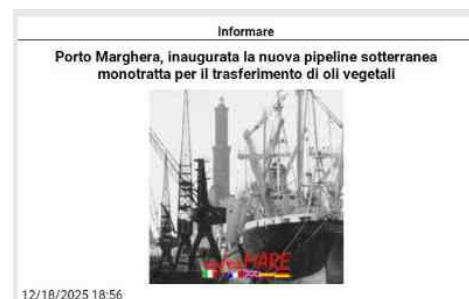 Informare
Porto Marghera, inaugurata la nuova pipeline sotterranea
monotratta per il trasferimento di oli vegetali
inforMARE
12/18/2025 18:56